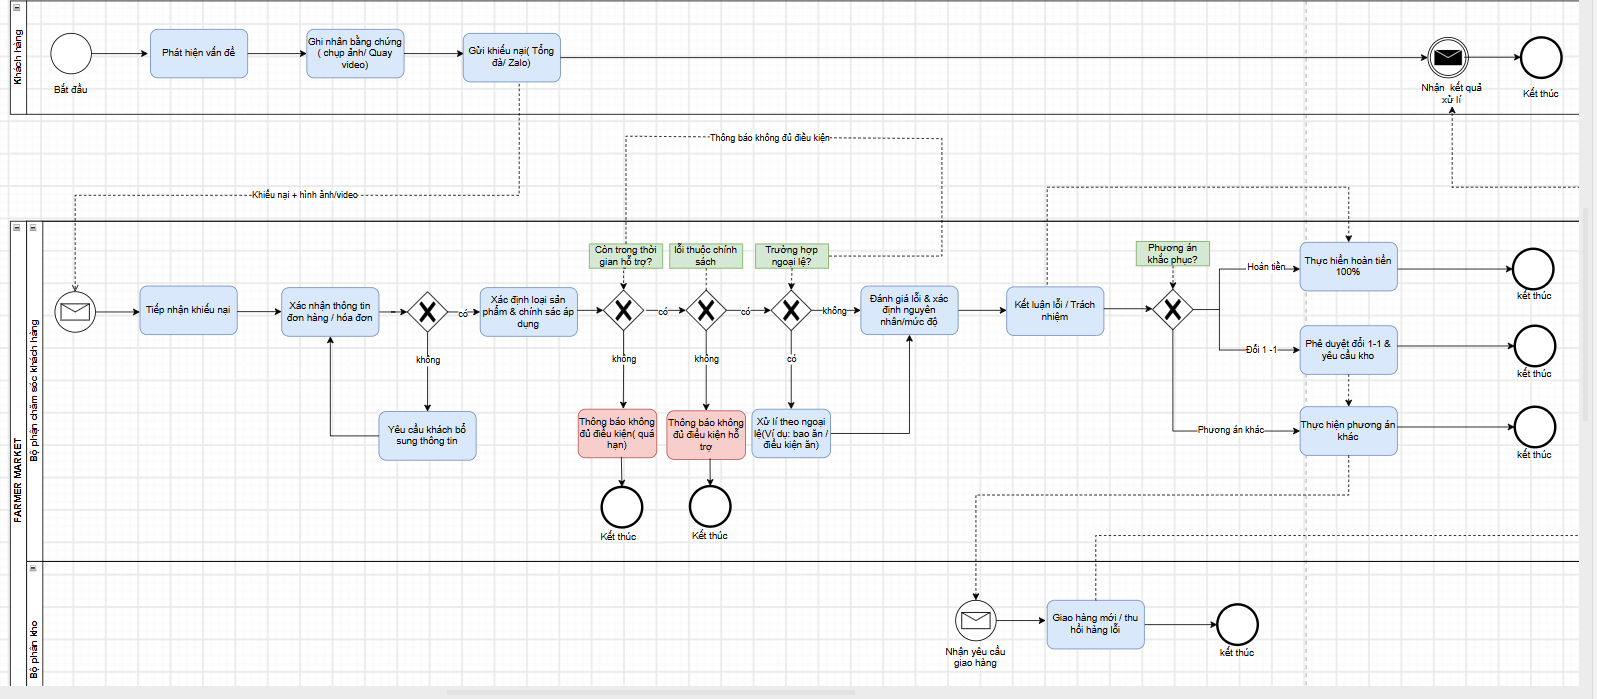 Khách hàng
Bắt đầu
Phát hiện vấn đề
Ghi nhận bằng chứng
( chụp ảnh/ Quay
video)
Gửi khiếu nại( Tổng
đà/ Zalo)
Nhận  kết quả
xử lí
Kết thúc
Thông báo không đủ điều kiện
Khiếu nại + hình ảnh/video
FARMER MARKET
Bộ phận chăm sóc khách hàng
Tiếp nhận khiếu nại
Xác nhận thông tin
đơn hàng / hóa đơn
có
không
Yêu cầu khách bổ
sung thông tin
Xác định loại sản
phẩm & chính sác áp
dụng
Còn trong thời
gian hỗ trợ?
có
không
Thông báo không
đủ điều kiện( quá
hạn)
Kết thúc
lỗi thuộc chính
sách
có
không
Thông báo không
đủ điều kiện hỗ
trợ
Kết thúc
Trường hợp
ngoại lệ?
không
có
Xử lí theo ngoại
lệ(Ví dụ: bao ăn /
điều kiện ăn)
Đánh giá lỗi & xác
định nguyên
nhân/mức độ
Kết luận lỗi / Trách
nhiệm
Phương án
khắc phục?
Hoàn tiền
Thực hiển hoàn tiền
100%
kết thúc
Đổi 1 -1
Phê duyệt đổi 1-1 &
yêu cầu kho
kết thúc
Phương án khác
Thực hiện phương án
khác
kết thúc
Bộ phận kho
Nhận yêu cầu
giao hàng
Giao hàng mới / thu
hồi hàng lỗi
kết thúc